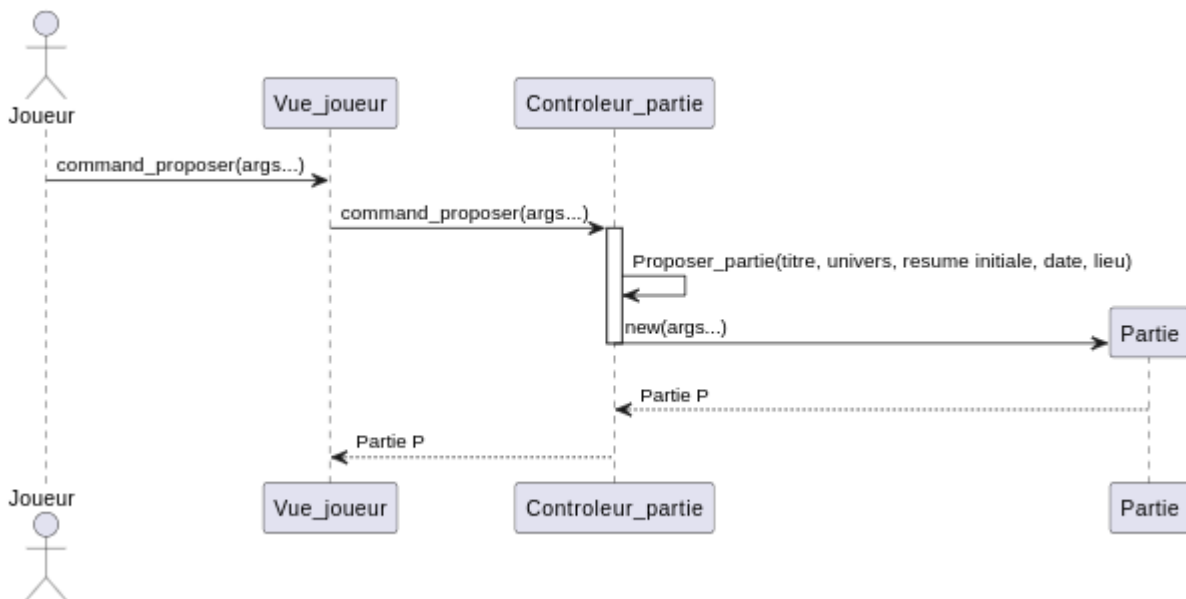 Joueur
Vue_joueur
Controleur_partie
command_proposer(args...)
command_proposer(args...)
Proposer_partie(titre, univers, resume initiale, date, lieu)
new(args...)
Partie
Partie P
Partie P
Joueur
Vue_joueur
Controleur_partie
Partie